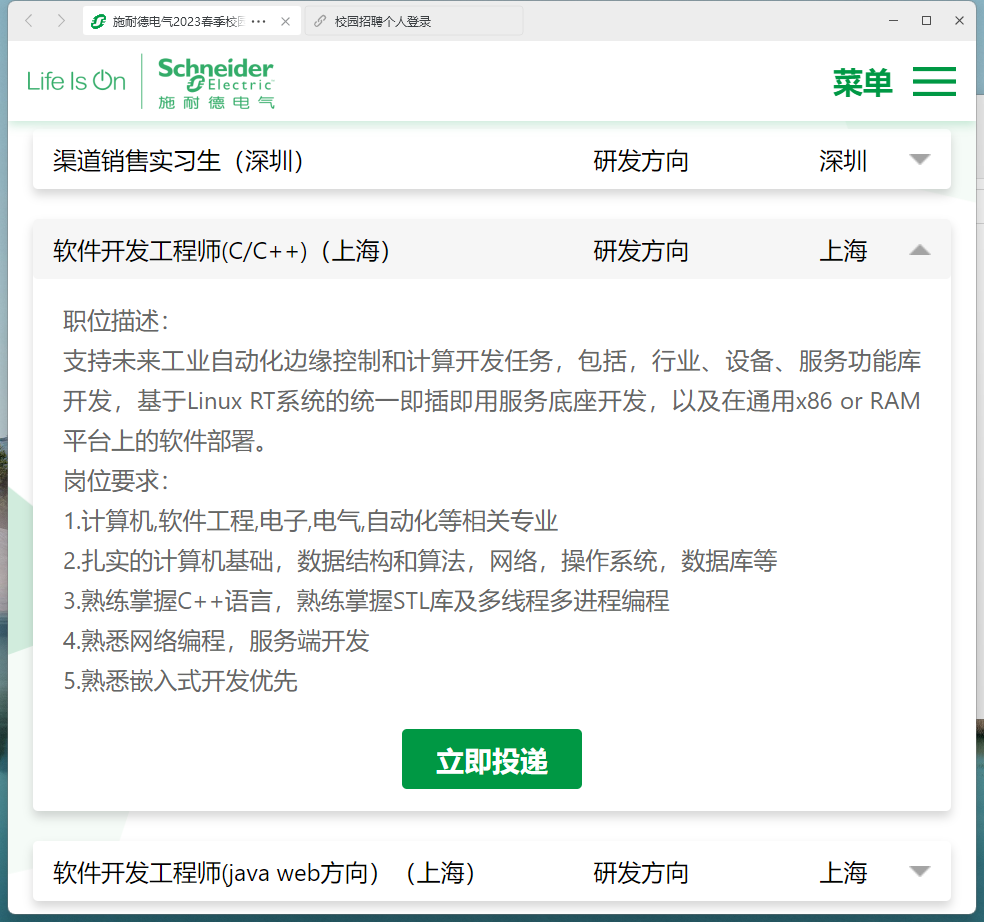 施耐德电气2023春季校园 ···
校园招聘个人登录
Life Is On
Schneider
Electric
施耐德电气
菜单
渠道销售实习生（深圳） 研发方向 深圳
软件开发工程师(C/C++)（上海） 研发方向 上海
职位描述：
支持未来工业自动化边缘控制和计算开发任务，包括，行业、设备、服务功能库
开发，基于Linux RT系统的统一即插即用服务底座开发，以及在通用x86 or RAM
平台上的软件部署。
岗位要求：
1.计算机,软件工程,电子,电气,自动化等相关专业
2.扎实的计算机基础，数据结构和算法，网络，操作系统，数据库等
3.熟练掌握C++语言，熟练掌握STL库及多线程多进程编程
4.熟悉网络编程，服务端开发
5.熟悉嵌入式开发优先
立即投递
软件开发工程师(java web方向）（上海） 研发方向 上海